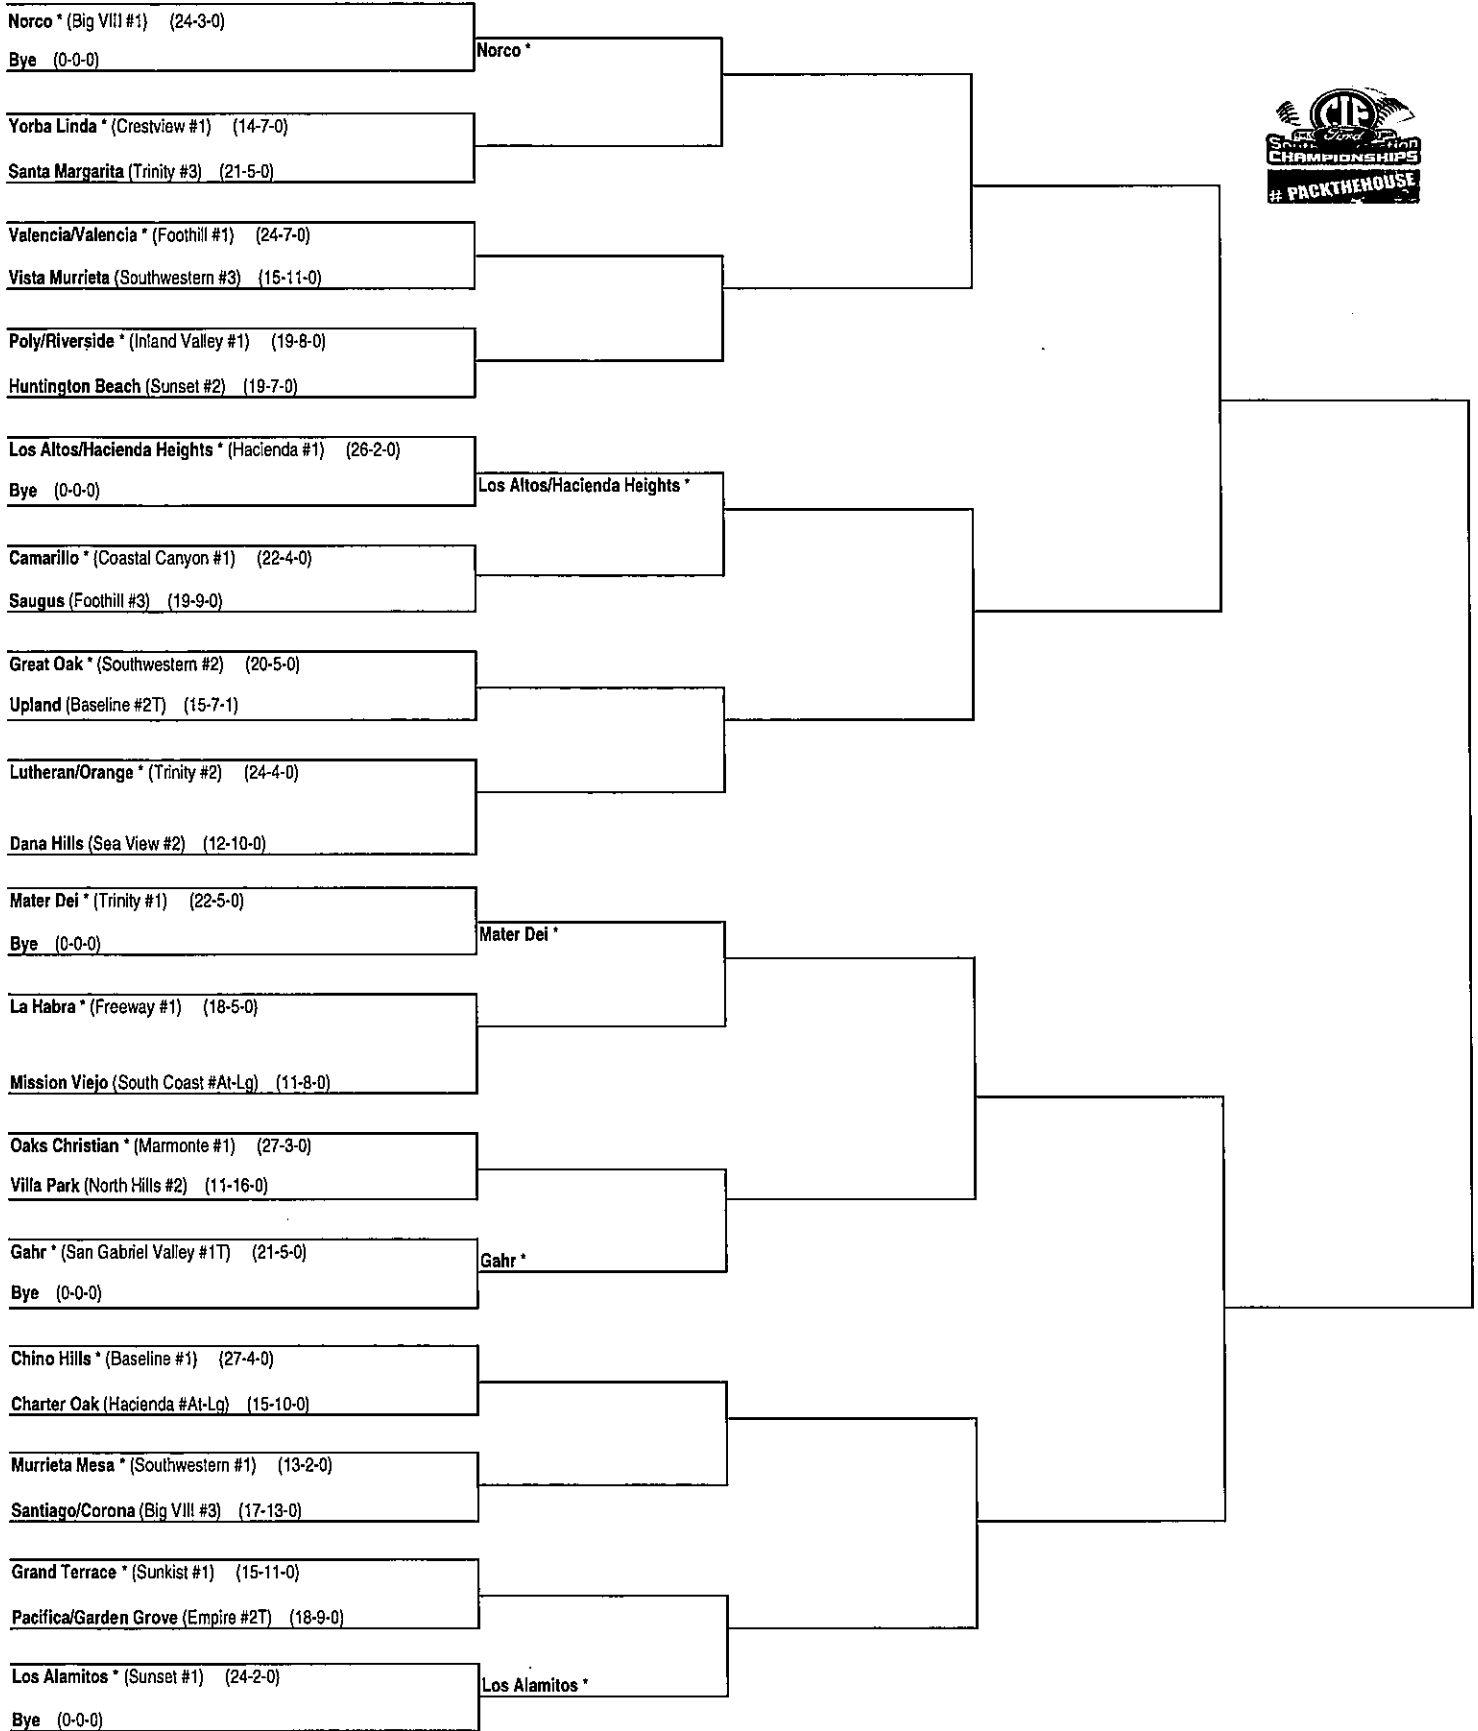 Norco * (Big VIII #1) (24-3-0)
Bye (0-0-0)
Norco *
Yorba Linda * (Crestview #1) (14-7-0)
Santa Margarita (Trinity #3) (21-5-0)
CIF
Ford
CHAMPIONSHIPS
# PACKTHEHOUSE
Valencia/Valencia * (Foothill #1) (24-7-0)
Vista Murrieta (Southwestern #3) (15-11-0)
Poly/Riverside * (Inland Valley #1) (19-8-0)
Huntington Beach (Sunset #2) (19-7-0)
Los Altos/Hacienda Heights * (Hacienda #1) (26-2-0)
Bye (0-0-0)
Los Altos/Hacienda Heights *
Camarillo * (Coastal Canyon #1) (22-4-0)
Saugus (Foothill #3) (19-9-0)
Great Oak * (Southwestern #2) (20-5-0)
Upland (Baseline #2T) (15-7-1)
Lutheran/Orange * (Trinity #2) (24-4-0)
Dana Hills (Sea View #2) (12-10-0)
Mater Dei * (Trinity #1) (22-5-0)
Bye (0-0-0)
Mater Dei *
La Habra * (Freeway #1) (18-5-0)
Mission Viejo (South Coast #At-Lg) (11-8-0)
Oaks Christian * (Marmonte #1) (27-3-0)
Villa Park (North Hills #2) (11-16-0)
Gahr * (San Gabriel Valley #1T) (21-5-0)
Bye (0-0-0)
Gahr *
Chino Hills * (Baseline #1) (27-4-0)
Charter Oak (Hacienda #At-Lg) (15-10-0)
Murrieta Mesa * (Southwestern #1) (13-2-0)
Santiago/Corona (Big VIII #3) (17-13-0)
Grand Terrace * (Sunkist #1) (15-11-0)
Pacifica/Garden Grove (Empire #2T) (18-9-0)
Los Alamitos * (Sunset #1) (24-2-0)
Bye (0-0-0)
Los Alamitos *